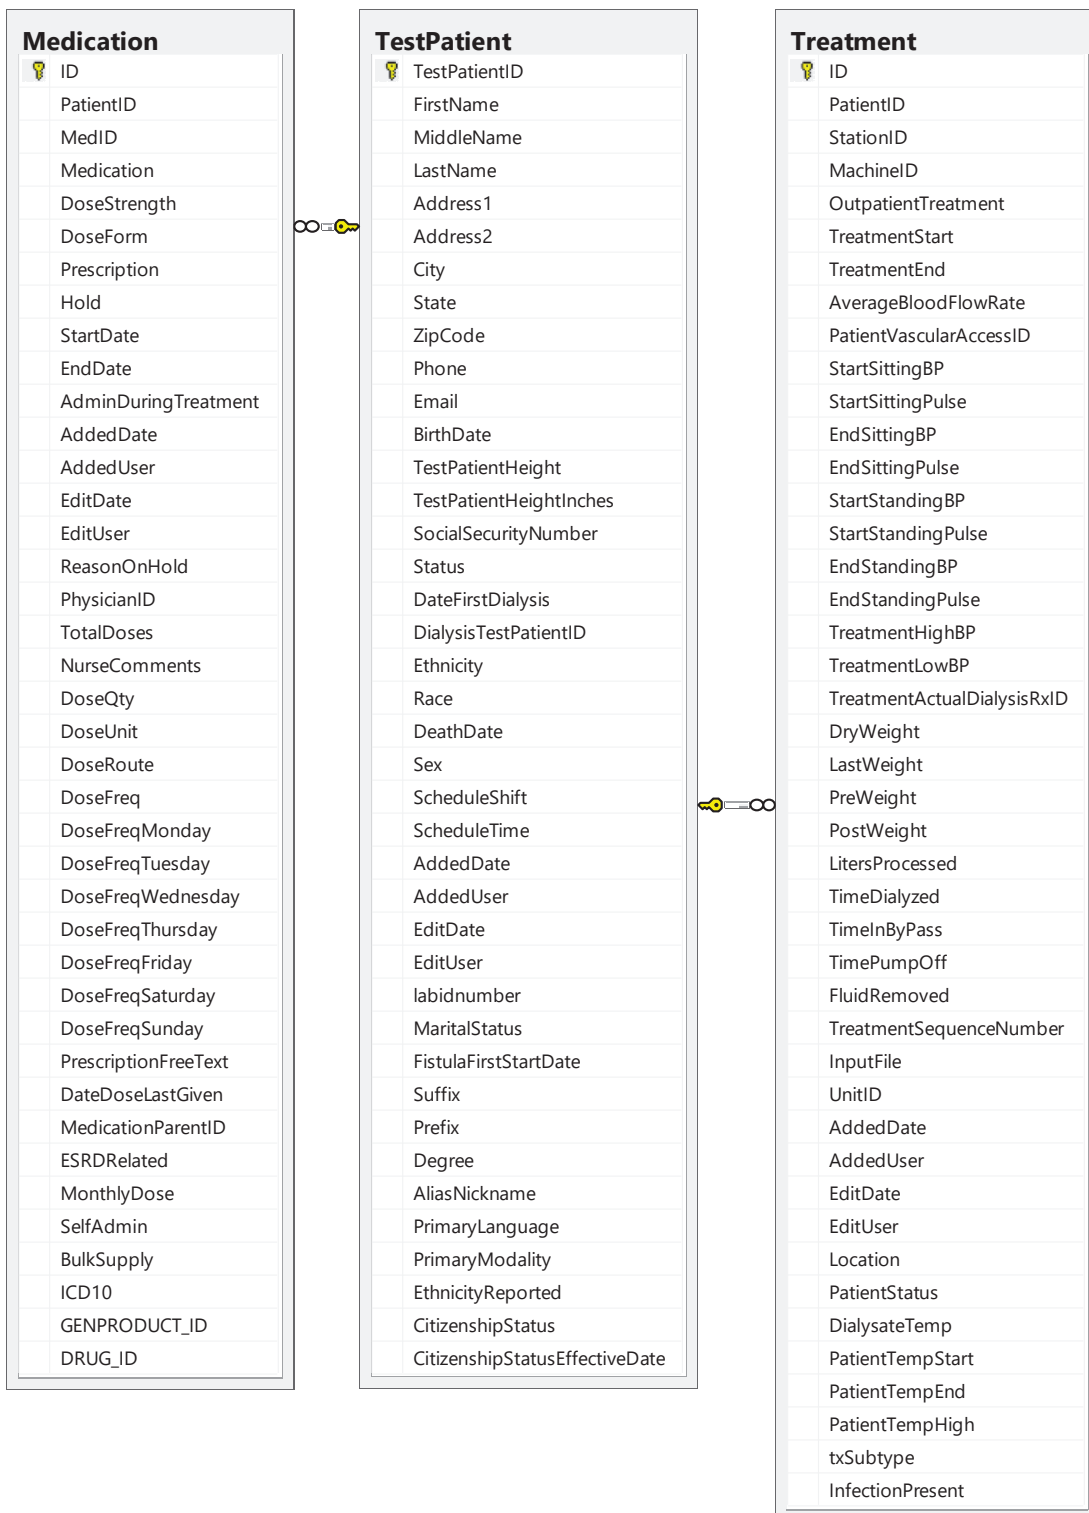 Medication
ID
PatientID
MedID
Medication
DoseStrength
DoseForm
Prescription
Hold
StartDate
EndDate
AdminDuringTreatment
AddedDate
AddedUser
EditDate
EditUser
ReasonOnHold
PhysicianID
TotalDoses
NurseComments
DoseQty
DoseUnit
DoseRoute
DoseFreq
DoseFreqMonday
DoseFreqTuesday
DoseFreqWednesday
DoseFreqThursday
DoseFreqFriday
DoseFreqSaturday
DoseFreqSunday
PrescriptionFreeText
DateDoseLastGiven
MedicationParentID
ESRDRelated
MonthlyDose
SelfAdmin
BulkSupply
ICD10
GENPRODUCT_ID
DRUG_ID
TestPatient
TestPatientID
FirstName
MiddleName
LastName
Address1
Address2
City
State
ZipCode
Phone
Email
BirthDate
TestPatientHeight
TestPatientHeightInches
SocialSecurityNumber
Status
DateFirstDialysis
DialysisTestPatientID
Ethnicity
Race
DeathDate
Sex
ScheduleShift
ScheduleTime
AddedDate
AddedUser
EditDate
EditUser
labidnumber
MaritalStatus
FistulaFirstStartDate
Suffix
Prefix
Degree
AliasNickname
PrimaryLanguage
PrimaryModality
EthnicityReported
CitizenshipStatus
CitizenshipStatusEffectiveDate
Treatment
ID
PatientID
StationID
MachineID
OutpatientTreatment
TreatmentStart
TreatmentEnd
AverageBloodFlowRate
PatientVascularAccessID
StartSittingBP
StartSittingPulse
EndSittingBP
EndSittingPulse
StartStandingBP
StartStandingPulse
EndStandingBP
EndStandingPulse
TreatmentHighBP
TreatmentLowBP
TreatmentActualDialysisRxID
DryWeight
LastWeight
PreWeight
PostWeight
LitersProcessed
TimeDialyzed
TimeInByPass
TimePumpOff
FluidRemoved
TreatmentSequenceNumber
InputFile
UnitID
AddedDate
AddedUser
EditDate
EditUser
Location
PatientStatus
DialysateTemp
PatientTempStart
PatientTempEnd
PatientTempHigh
txSubtype
InfectionPresent